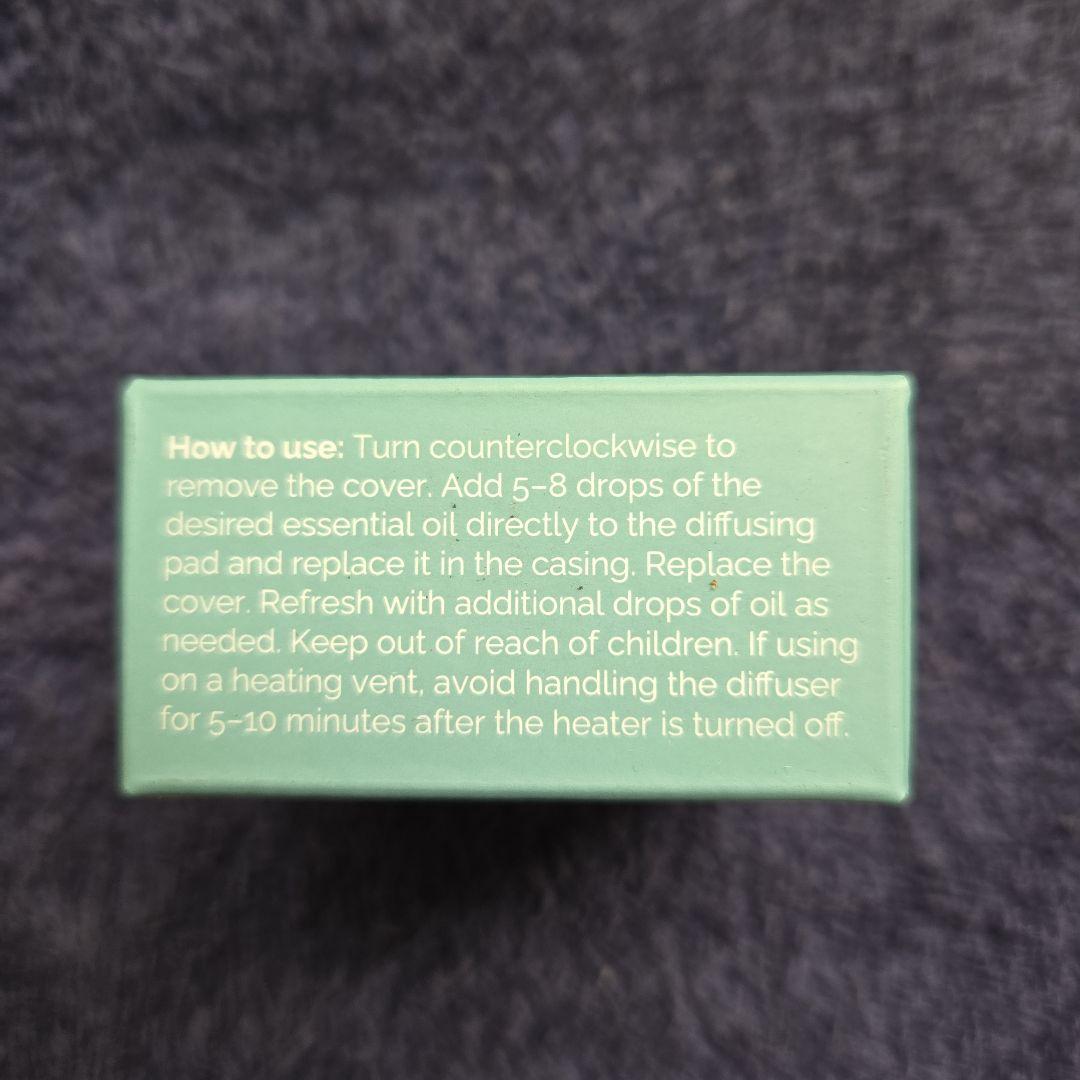 How to use: Turn counterclockwise to
remove the cover. Add 5–8 drops of the
desired essential oil directly to the diffusing
pad and replace it in the casing. Replace the
cover. Refresh with additional drops of oil as
needed. Keep out of reach of children. If using
on a heating vent, avoid handling the diffuser
for 5–10 minutes after the heater is turned off.